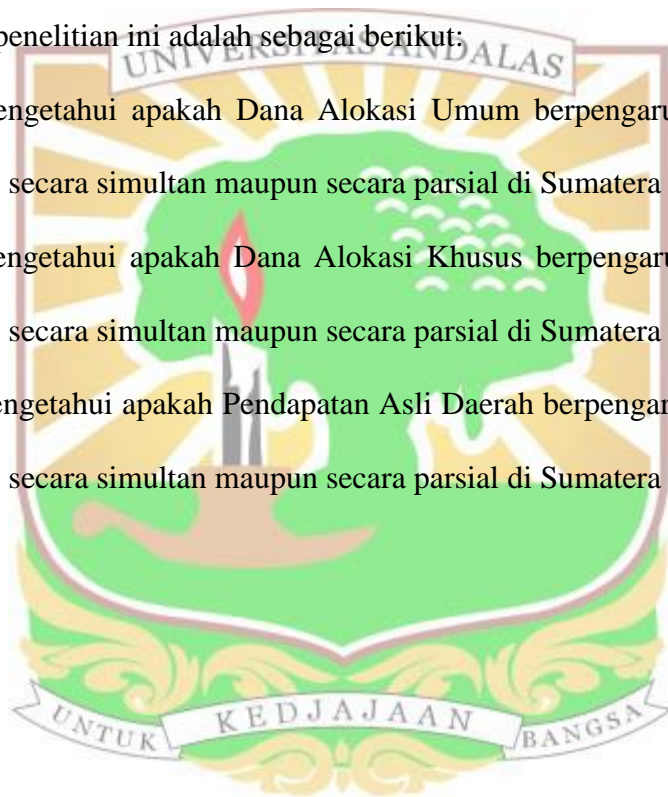 penelitian ini adalah sebagai berikut:
UNIVERSITAS ANDALAS
engetahui apakah Dana Alokasi Umum berpengaru
secara simultan maupun secara parsial di Sumatera
engetahui apakah Dana Alokasi Khusus berpengaru
secara simultan maupun secara parsial di Sumatera
engetahui apakah Pendapatan Asli Daerah berpengar
secara simultan maupun secara parsial di Sumatera
UNTUK KEDJAJAAN BANGSA